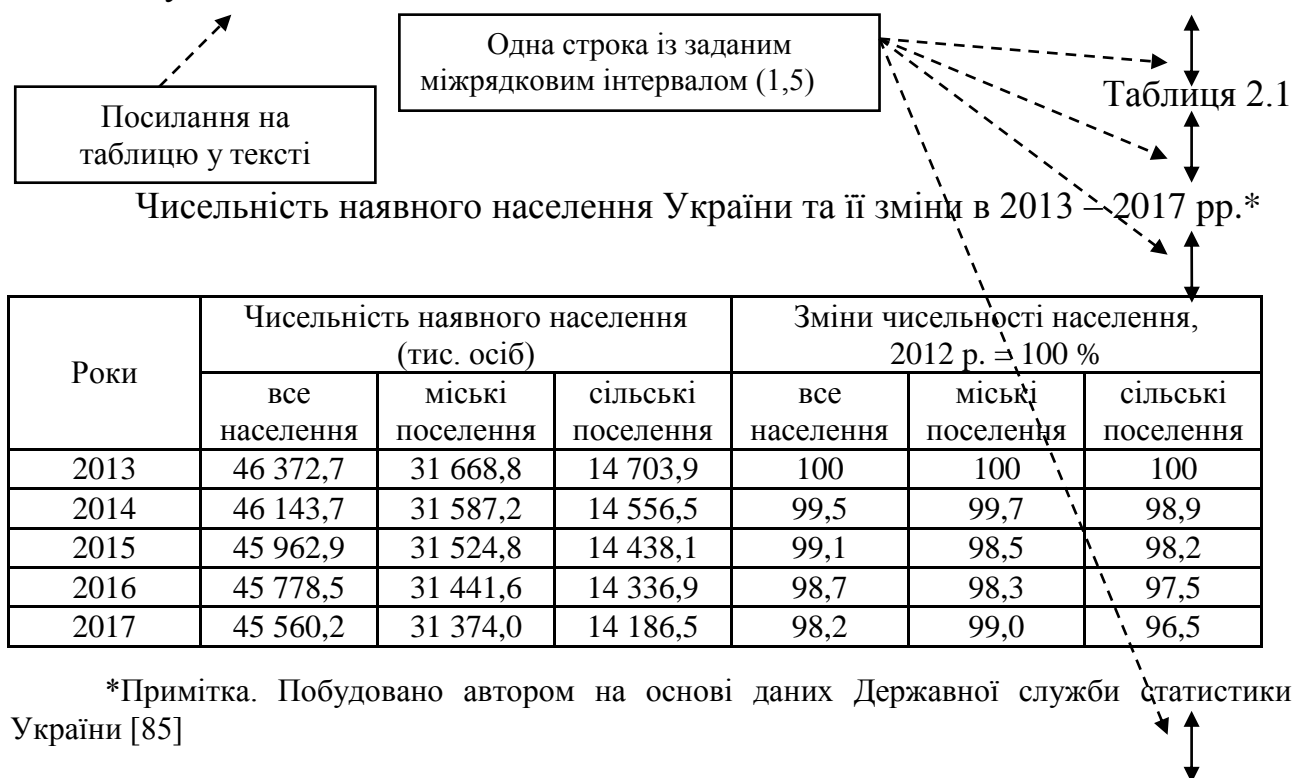 Одна строка із заданим
міжрядковим інтервалом (1,5)
Посилання на
таблицю у тексті
Таблиця 2.1
Чисельність наявного населення України та її зміни в 2013 – 2017 рр.*
Роки
Чисельність наявного населення
(тис. осіб)
Зміни чисельності населення,
2012 р. = 100 %
все населення міські поселення сільські поселення все населення міські поселення сільські поселення
2013 46 372,7 31 668,8 14 703,9 100 100 100
2014 46 143,7 31 587,2 14 556,5 99,5 99,7 98,9
2015 45 962,9 31 524,8 14 438,1 99,1 98,5 98,2
2016 45 778,5 31 441,6 14 336,9 98,7 98,3 97,5
2017 45 560,2 31 374,0 14 186,5 98,2 99,0 96,5
*Примітка. Побудовано автором на основі даних Державної служби статистики
України [85]